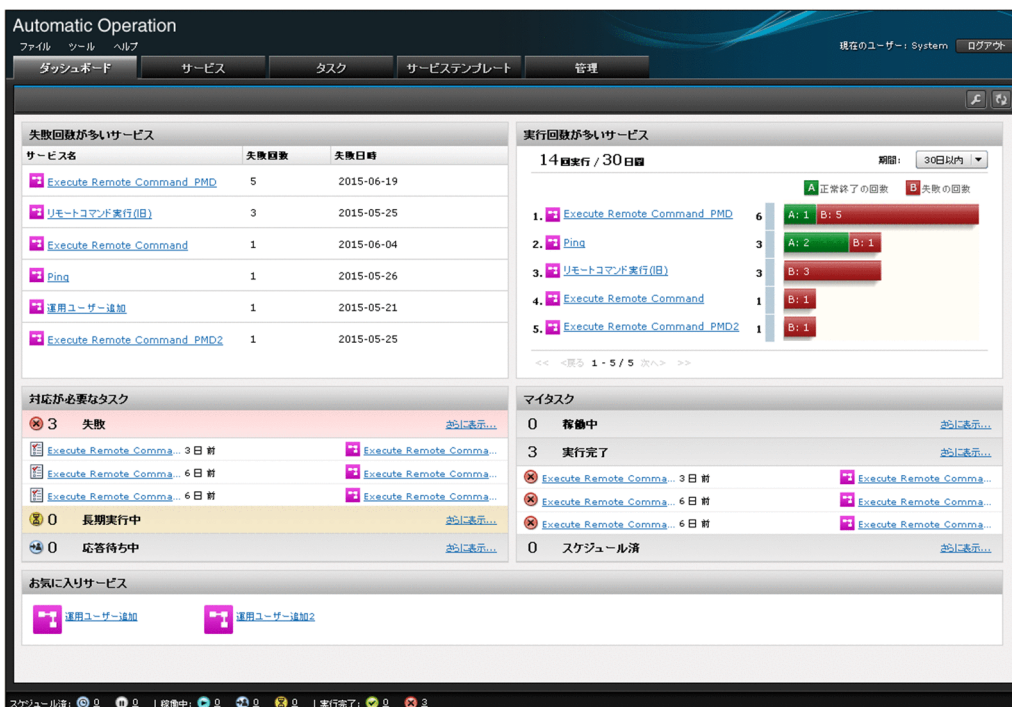 Automatic Operation
ファイル ツール ヘルプ
現在のユーザー: System ログアウト
ダッシュボード サービス タスク サービステンプレート 管理
失敗回数が多いサービス
サービス名 失敗回数 失敗日時
Execute Remote Command PMD 5 2015-06-19
リモートコマンド実行(旧) 3 2015-05-25
Execute Remote Command 1 2015-06-04
Ping 1 2015-05-26
運用ユーザー追加 1 2015-05-21
Execute Remote Command PMD2 1 2015-05-25
実行回数が多いサービス
14回実行 / 30日間 期間: 30日以内
A 正常終了の回数 B 失敗の回数
1. Execute Remote Command PMD 6 A: 1 B: 5
2. Ping 3 A: 2 B: 1
3. リモートコマンド実行(旧) 3 B: 3
4. Execute Remote Command 1 B: 1
5. Execute Remote Command PMD2 1 B: 1
<< <戻る 1 - 5 / 5 次へ> >>
対応が必要なタスク
3 失敗 さらに表示...
Execute Remote Comma... 3日前 Execute Remote Comma...
Execute Remote Comma... 6日前 Execute Remote Comma...
Execute Remote Comma... 6日前 Execute Remote Comma...
0 長期実行中 さらに表示...
0 応答待ち中 さらに表示...
マイタスク
0 稼働中 さらに表示...
3 実行完了 さらに表示...
Execute Remote Comma... 3日前 Execute Remote Comma...
Execute Remote Comma... 6日前 Execute Remote Comma...
Execute Remote Comma... 6日前 Execute Remote Comma...
0 スケジュール済 さらに表示...
お気に入りサービス
運用ユーザー追加 運用ユーザー追加2
スケジュール済: 0 0 | 稼働中: 0 0 0 | 実行完了: 0 3